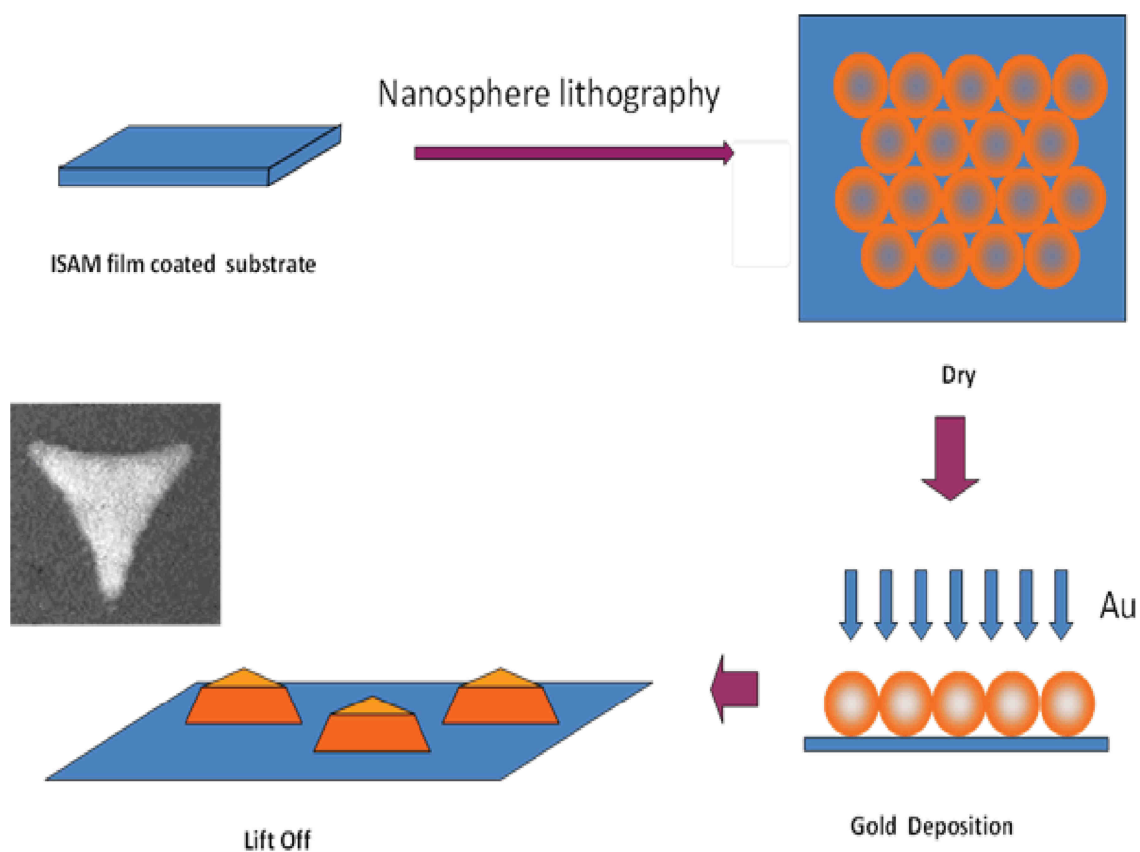 Nanosphere lithography
ISAM film coated substrate
Dry
Au
Gold Deposition
Lift Off